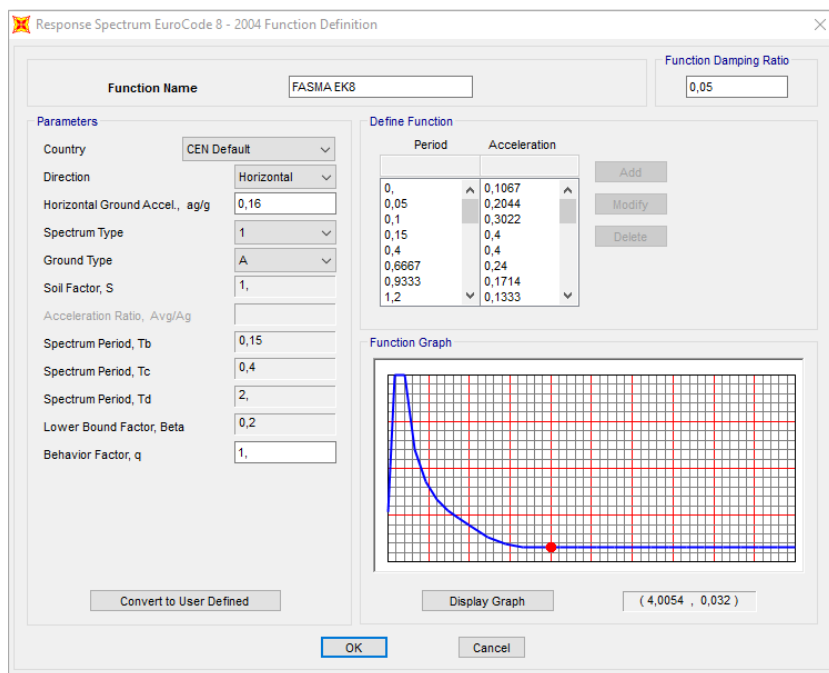 Response Spectrum EuroCode 8 - 2004 Function Definition
Function Name
FASMA EK8
Function Damping Ratio
0,05
Parameters
Country
CEN Default
Direction
Horizontal
Horizontal Ground Accel., ag/g
0,16
Spectrum Type
1
Ground Type
A
Soil Factor, S
1,
Acceleration Ratio, Avg/Ag
Spectrum Period, Tb
0,15
Spectrum Period, Tc
0,4
Spectrum Period, Td
2,
Lower Bound Factor, Beta
0,2
Behavior Factor, q
1,
Convert to User Defined
Define Function
Period Acceleration
0, 0,1067
0,05 0,2044
0,1 0,3022
0,15 0,4
0,4 0,4
0,6667 0,24
0,9333 0,1714
1,2 0,1333
Add
Modify
Delete
Function Graph
Display Graph
( 4,0054 , 0,032 )
OK
Cancel